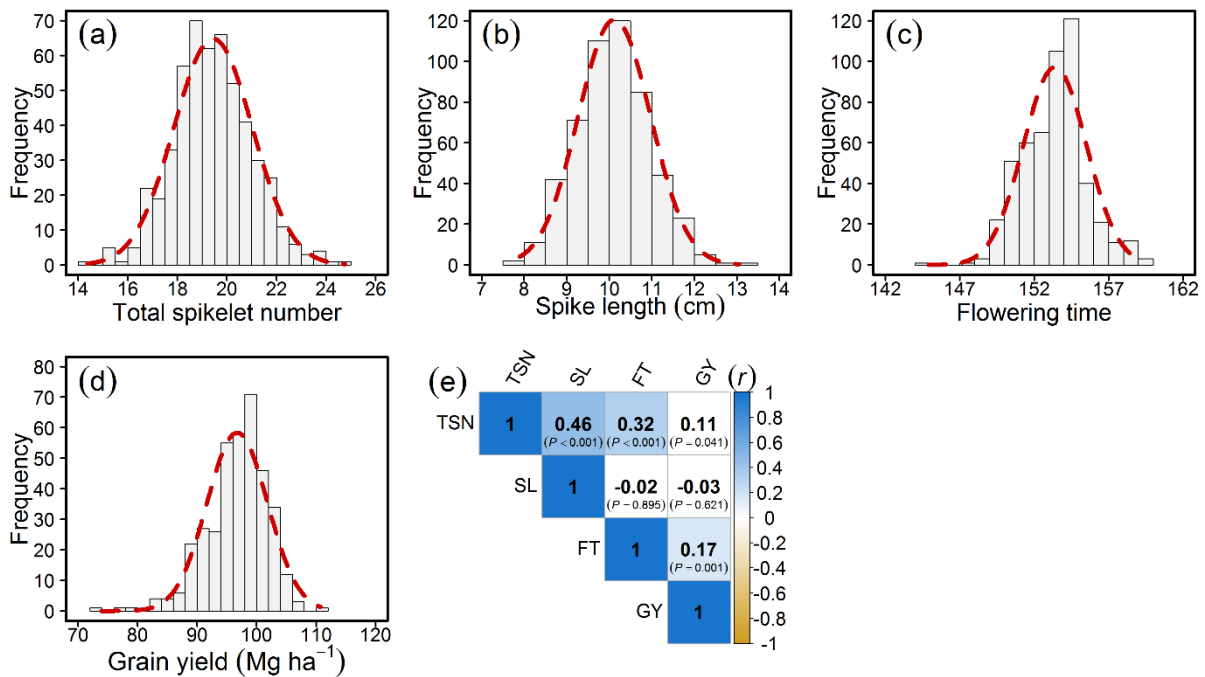 (a)
Frequency
70
60
50
40
30
20
10
0
14 16 18 20 22 24 26
Total spikelet number
(b)
Frequency
140
120
100
80
60
40
20
0
7 8 9 10 11 12 13 14
Spike length (cm)
(c)
Frequency
140
120
100
80
60
40
20
0
142 147 152 157 162
Flowering time
(d)
Frequency
80
70
60
50
40
30
20
10
0
70 80 90 100 110 120
Grain yield (Mg ha⁻¹)
(e)
TSN SL FT GY (r)
TSN 1 0.46 0.32 0.11
(P < 0.001) (P < 0.001) (P = 0.041)
SL 1 -0.02 -0.03
(P = 0.895) (P = 0.621)
FT 1 0.17
(P = 0.001)
GY 1
1
0.8
0.6
0.4
0.2
0
-0.2
-0.4
-0.6
-0.8
-1